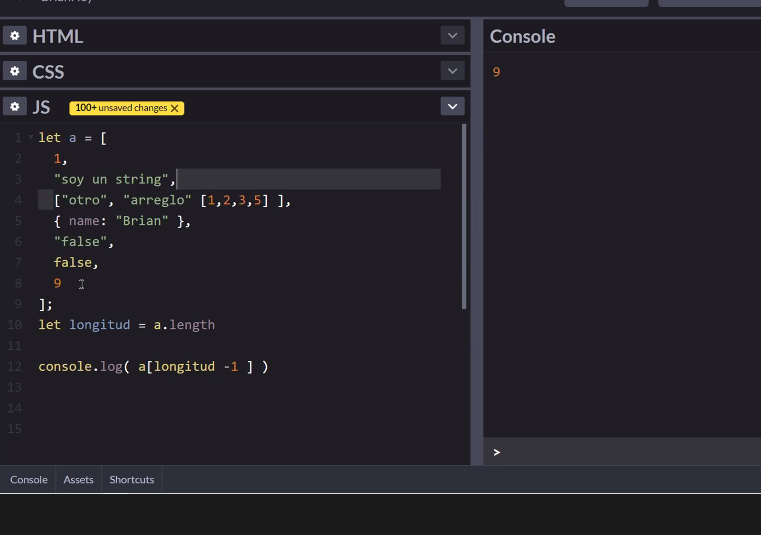 HTML
CSS
JS 100+ unsaved changes ×
1 let a = [
2 1,
3 "soy un string",
4 ["otro", "arreglo" [1,2,3,5] ],
5 { name: "Brian" },
6 "false",
7 false,
8 9
9 ];
10 let longitud = a.length
11
12 console.log( a[longitud -1 ] )
13
14
15
Console
9
>
Console Assets Shortcuts